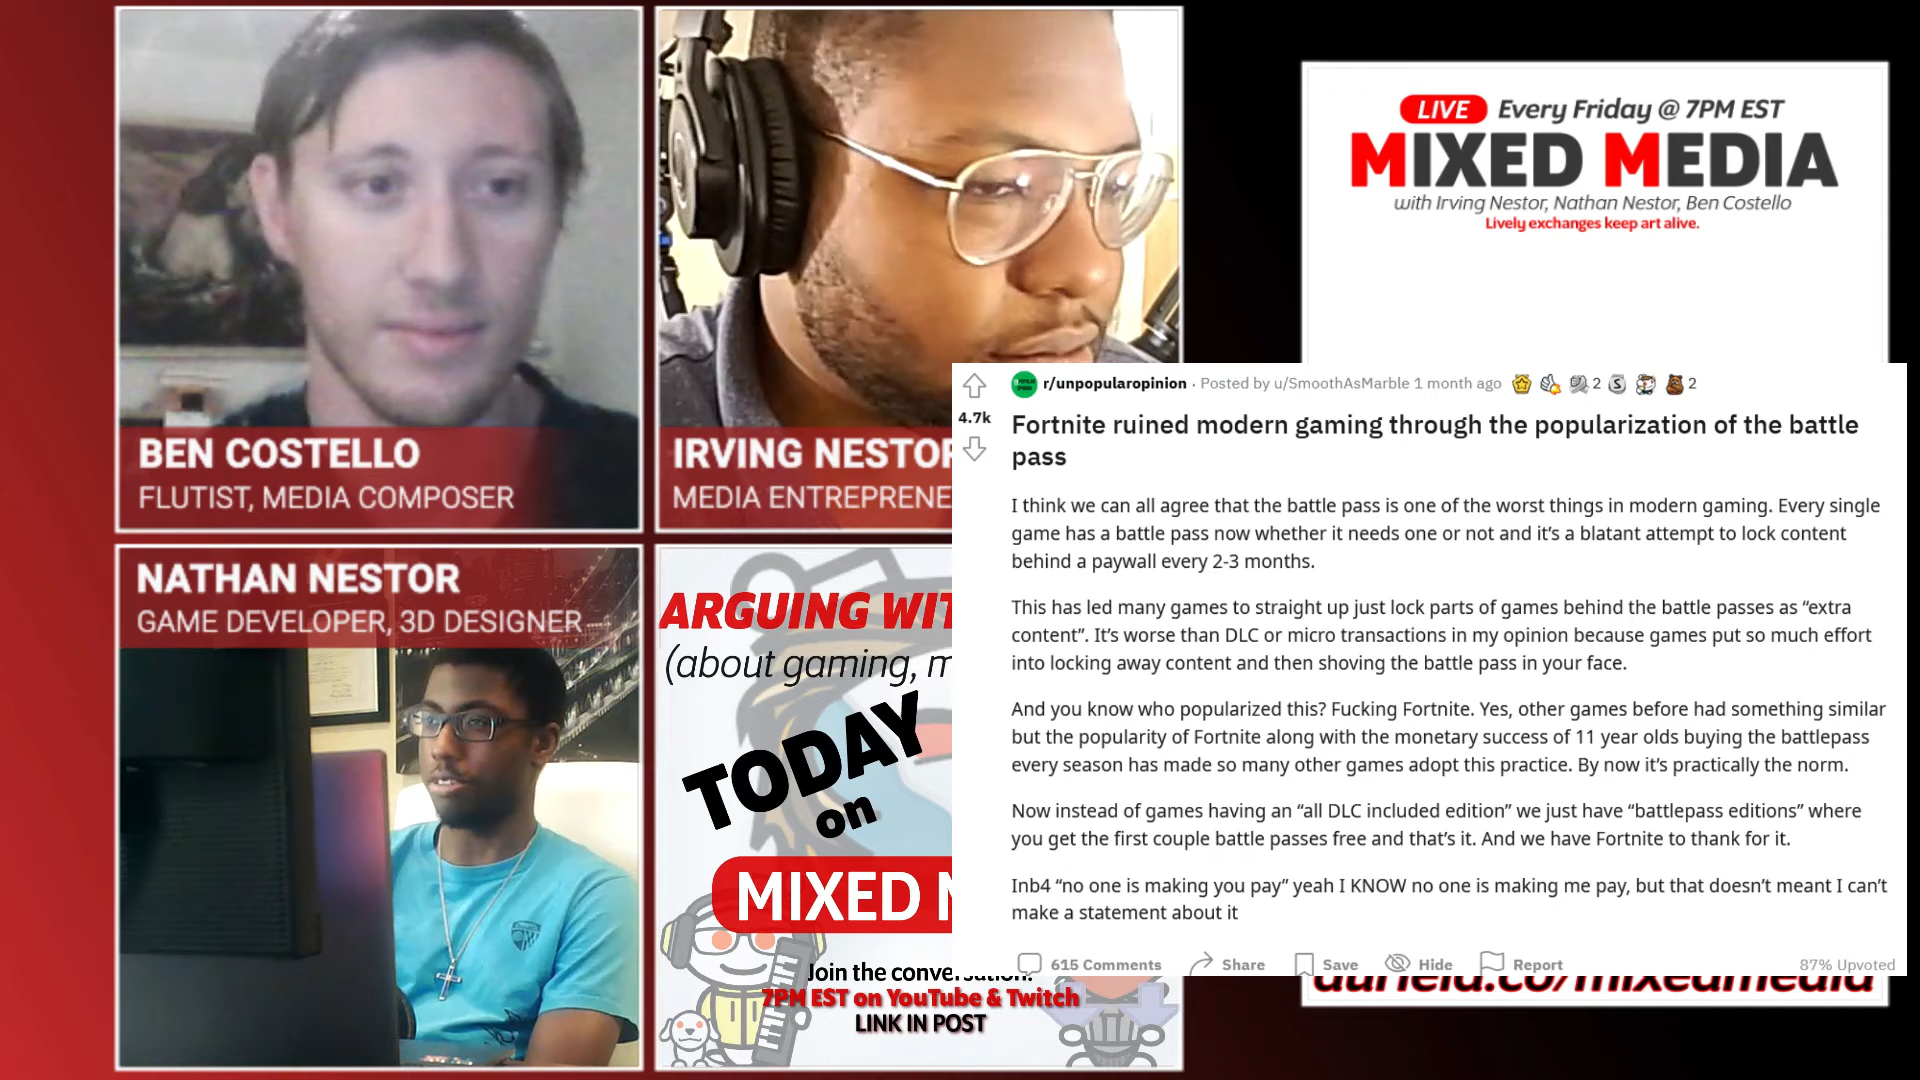 BEN COSTELLO
FLUTIST, MEDIA COMPOSER
IRVING NESTOR
MEDIA ENTREPRENE
NATHAN NESTOR
GAME DEVELOPER, 3D DESIGNER
ARGUING WIT
(about gaming, m
TODAY
on
MIXED M
Join the conversation!
7PM EST on YouTube & Twitch
LINK IN POST
LIVE Every Friday @ 7PM EST
MIXED MEDIA
with Irving Nestor, Nathan Nestor, Ben Costello
Lively exchanges keep art alive.
r/unpopularopinion · Posted by u/SmoothAsMarble 1 month ago 2 S 2
4.7k
Fortnite ruined modern gaming through the popularization of the battle
pass
I think we can all agree that the battle pass is one of the worst things in modern gaming. Every single
game has a battle pass now whether it needs one or not and it’s a blatant attempt to lock content
behind a paywall every 2-3 months.
This has led many games to straight up just lock parts of games behind the battle passes as “extra
content”. It’s worse than DLC or micro transactions in my opinion because games put so much effort
into locking away content and then shoving the battle pass in your face.
And you know who popularized this? Fucking Fortnite. Yes, other games before had something similar
but the popularity of Fortnite along with the monetary success of 11 year olds buying the battlepass
every season has made so many other games adopt this practice. By now it’s practically the norm.
Now instead of games having an “all DLC included edition” we just have “battlepass editions” where
you get the first couple battle passes free and that’s it. And we have Fortnite to thank for it.
Inb4 “no one is making you pay” yeah I KNOW no one is making me pay, but that doesn’t meant I can’t
make a statement about it
615 Comments Share Save Hide Report 87% Upvoted